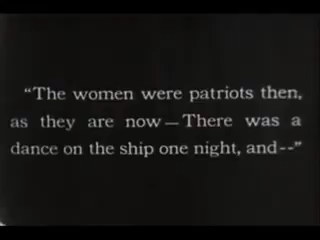 "The women were patriots then,
as they are now—There was a
dance on the ship one night, and--"